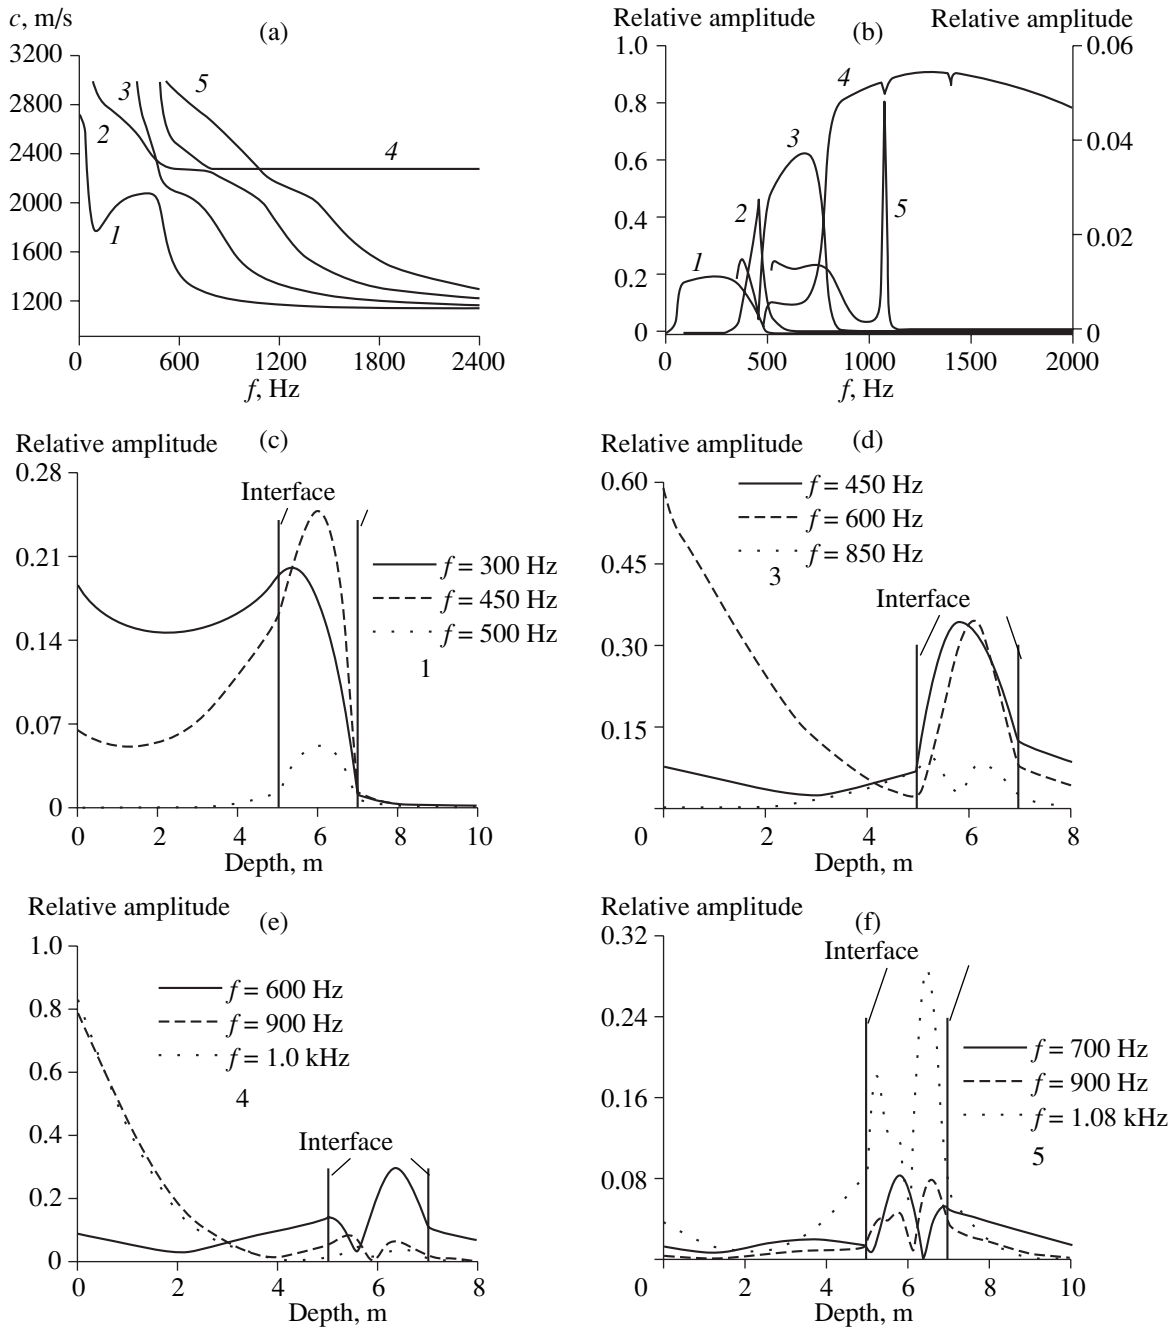 c, m/s
(a)
3200
2800
2400
2000
1600
1200
1
2
3
4
5
0 600 1200 1800 2400
f, Hz
Relative amplitude (b) Relative amplitude
1.0
0.8
0.6
0.4
0.2
0
0.06
0.04
0.02
0
1
2
3
4
5
0 500 1000 1500 2000
f, Hz
Relative amplitude (c)
0.28
0.21
0.14
0.07
0
Interface
f = 300 Hz
f = 450 Hz
f = 500 Hz
1
0 2 4 6 8 10
Depth, m
Relative amplitude (d)
0.60
0.45
0.30
0.15
f = 450 Hz
f = 600 Hz
f = 850 Hz
3
Interface
0 2 4 6 8
Depth, m
Relative amplitude (e)
1.0
0.8
0.6
0.4
0.2
0
f = 600 Hz
f = 900 Hz
f = 1.0 kHz
4
Interface
0 2 4 6 8
Depth, m
Relative amplitude (f)
0.32
0.24
0.16
0.08
Interface
f = 700 Hz
f = 900 Hz
f = 1.08 kHz
5
0 2 4 6 8 10
Depth, m